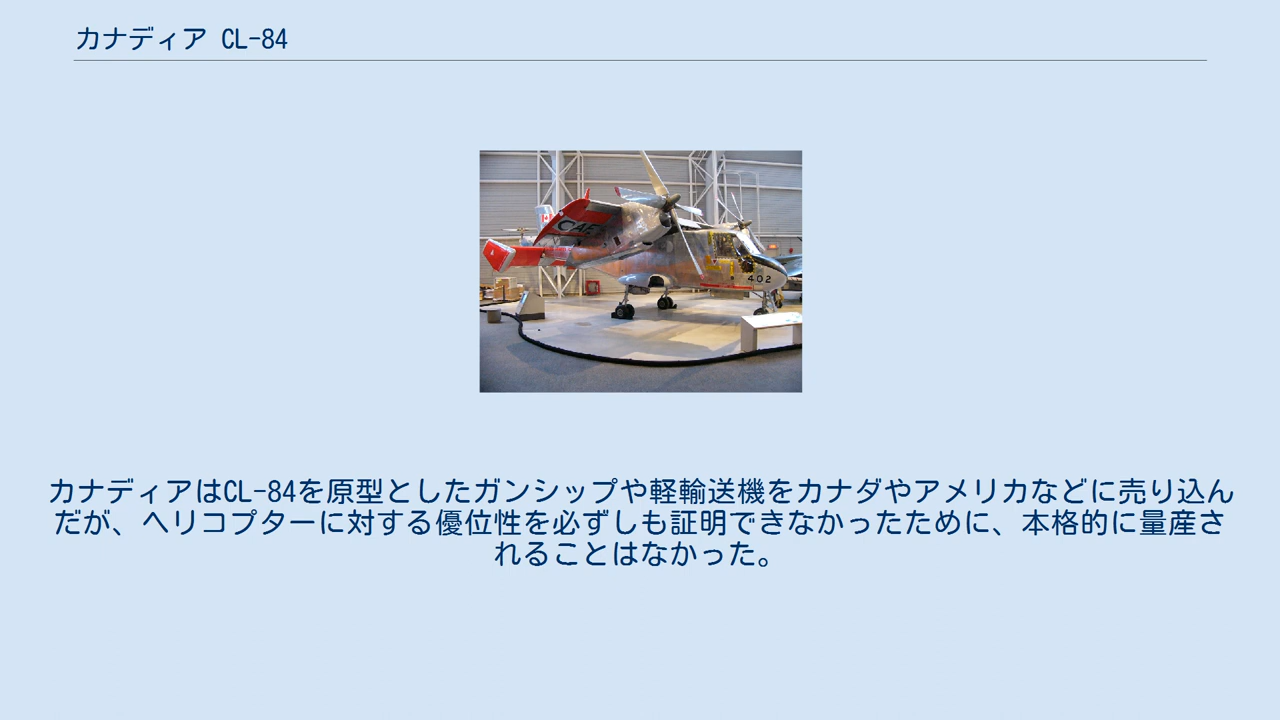 カナディア CL-84
CAF
402
カナディアはCL-84を原型としたガンシップや軽輸送機をカナダやアメリカなどに売り込ん
だが、ヘリコプターに対する優位性を必ずしも証明できなかったために、本格的に量産さ
れることはなかった。